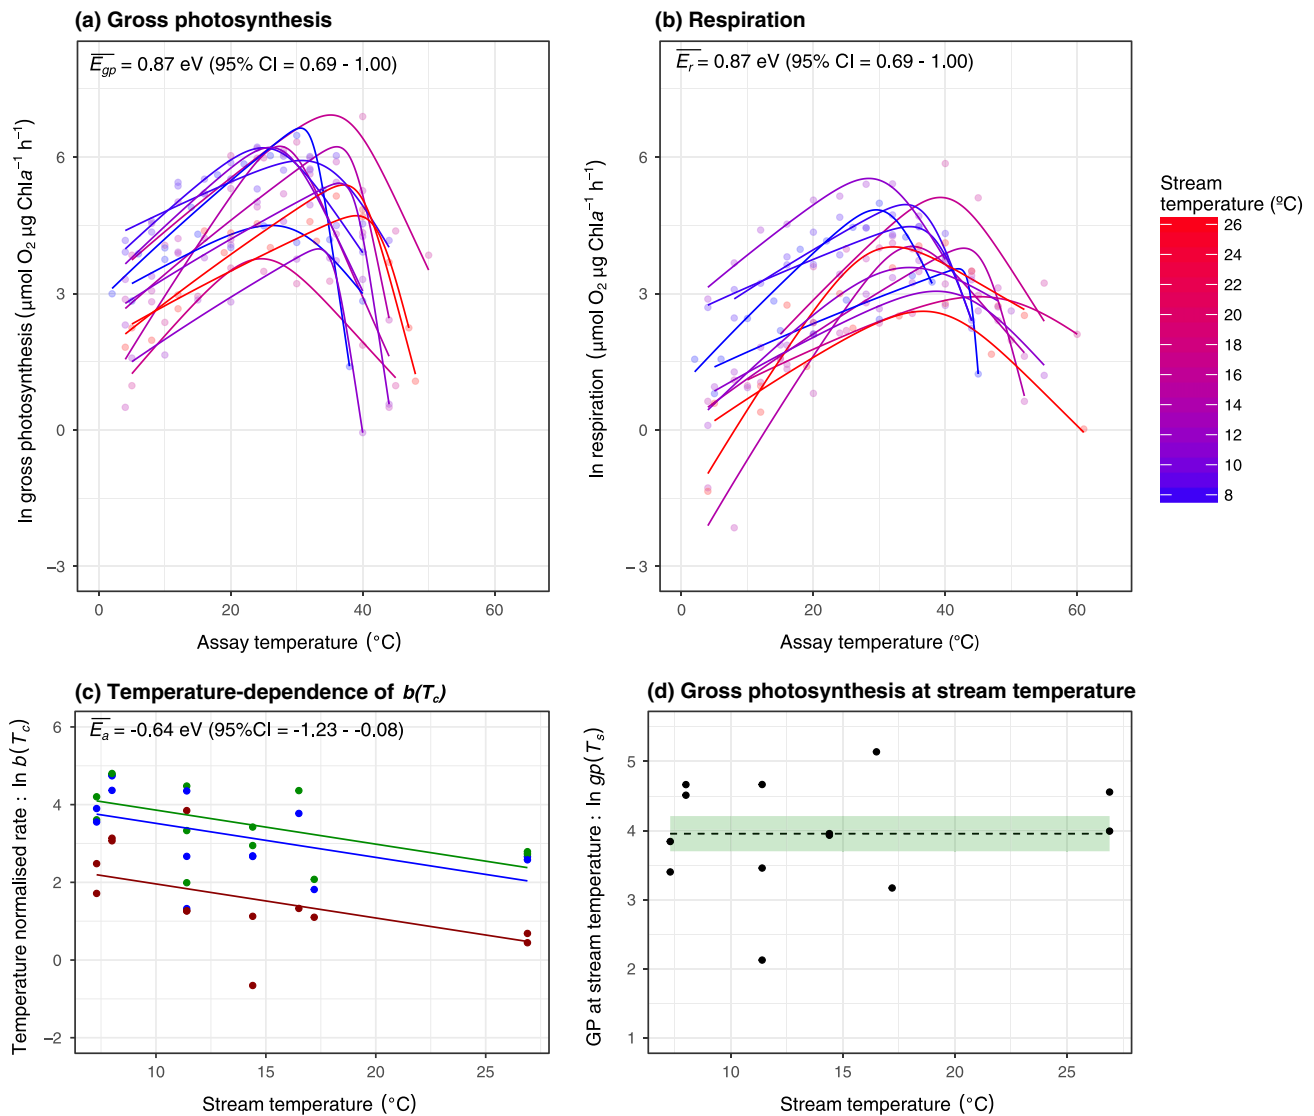 (a) Gross photosynthesis
E̅gp = 0.87 eV (95% CI = 0.69 - 1.00)
ln gross photosynthesis (μmol O₂ μg Chla⁻¹ h⁻¹)
6
3
0
−3
0 20 40 60
Assay temperature (°C)
(b) Respiration
E̅r = 0.87 eV (95% CI = 0.69 - 1.00)
ln respiration (μmol O₂ μg Chla⁻¹ h⁻¹)
6
3
0
−3
0 20 40 60
Assay temperature (°C)
Stream
temperature (ºC)
26
24
22
20
18
16
14
12
10
8
(c) Temperature-dependence of b(Tc)
E̅a = -0.64 eV (95%CI = -1.23 - -0.08)
Temperature normalised rate : ln b(Tc)
6
4
2
0
−2
10 15 20 25
Stream temperature (°C)
(d) Gross photosynthesis at stream temperature
GP at stream temperature : ln gp(Ts)
5
4
3
2
1
10 15 20 25
Stream temperature (°C)